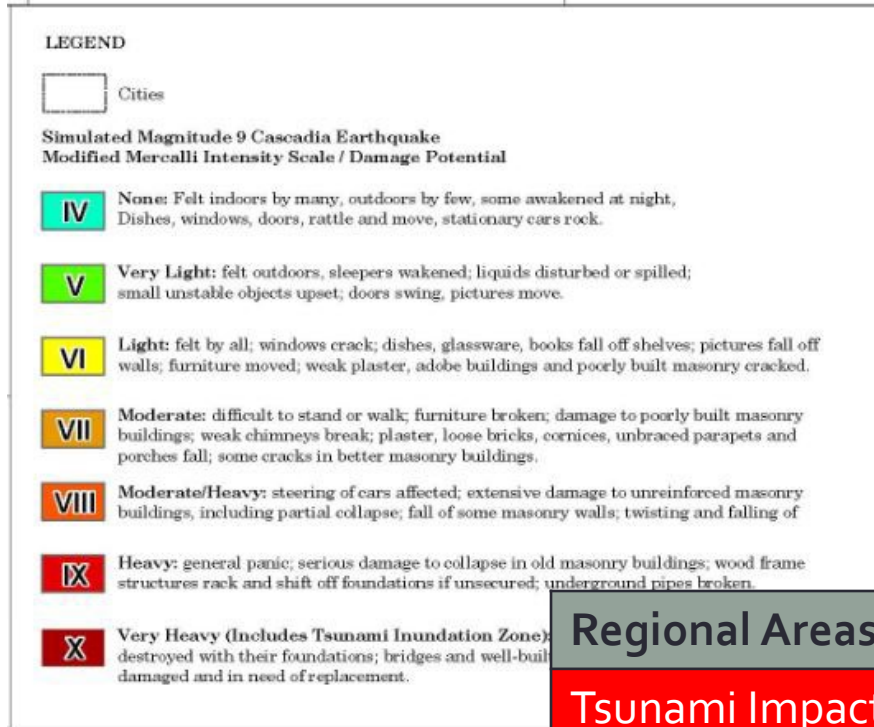 LEGEND
Cities
Simulated Magnitude 9 Cascadia Earthquake
Modified Mercalli Intensity Scale / Damage Potential
IV
None: Felt indoors by many, outdoors by few, some awakened at night,
Dishes, windows, doors, rattle and move, stationary cars rock.
V
Very Light: felt outdoors, sleepers wakened; liquids disturbed or spilled;
small unstable objects upset; doors swing, pictures move.
VI
Light: felt by all; windows crack; dishes, glassware, books fall off shelves; pictures fall off
walls; furniture moved; weak plaster, adobe buildings and poorly built masonry cracked.
VII
Moderate: difficult to stand or walk; furniture broken; damage to poorly built masonry
buildings; weak chimneys break; plaster, loose bricks, cornices, unbraced parapets and
porches fall; some cracks in better masonry buildings.
VIII
Moderate/Heavy: steering of cars affected; extensive damage to unreinforced masonry
buildings, including partial collapse; fall of some masonry walls; twisting and falling of
IX
Heavy: general panic; serious damage to collapse in old masonry buildings; wood frame
structures rack and shift off foundations if unsecured; underground pipes broken.
X
Very Heavy (Includes Tsunami Inundation Zone):
destroyed with their foundations; bridges and well-buil
damaged and in need of replacement.
Regional Areas
Tsunami Impact